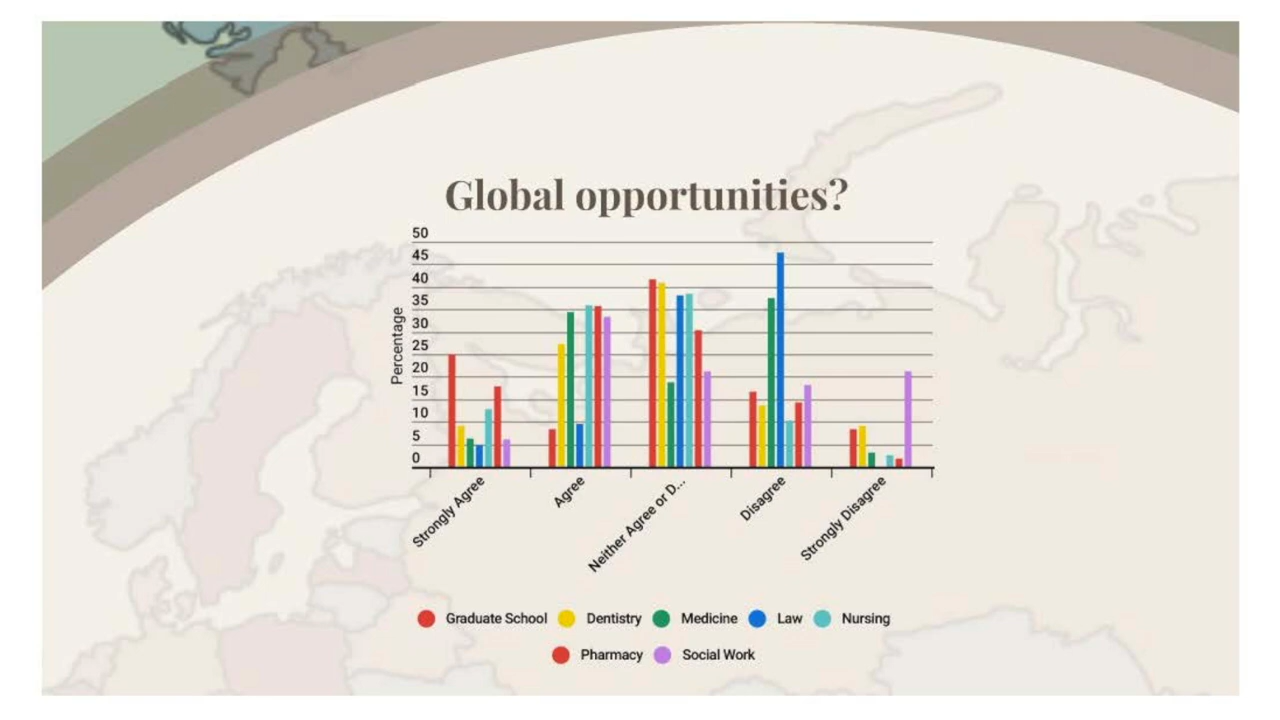 Global opportunities?
50
45
40
35
30
25
20
15
10
5
0
Percentage
Strongly Agree
Agree
Neither Agree or D...
Disagree
Strongly Disagree
Graduate School Dentistry Medicine Law Nursing
Pharmacy Social Work